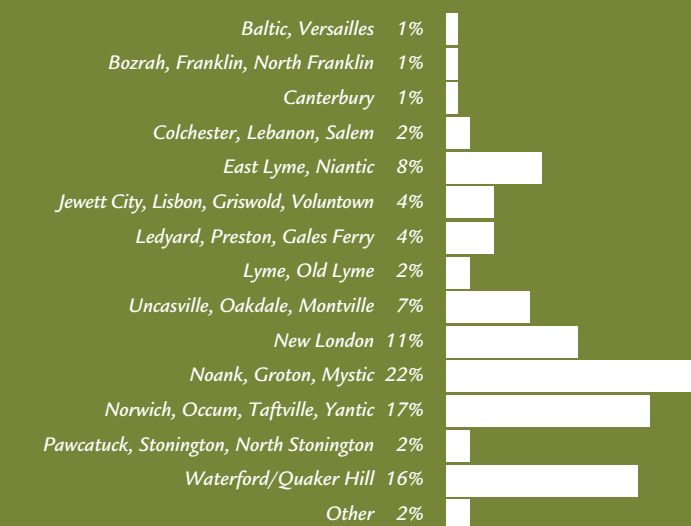 Baltic, Versailles 1%
Bozrah, Franklin, North Franklin 1%
Canterbury 1%
Colchester, Lebanon, Salem 2%
East Lyme, Niantic 8%
Jewett City, Lisbon, Griswold, Voluntown 4%
Ledyard, Preston, Gales Ferry 4%
Lyme, Old Lyme 2%
Uncasville, Oakdale, Montville 7%
New London 11%
Noank, Groton, Mystic 22%
Norwich, Occum, Taftville, Yantic 17%
Pawcatuck, Stonington, North Stonington 2%
Waterford/Quaker Hill 16%
Other 2%